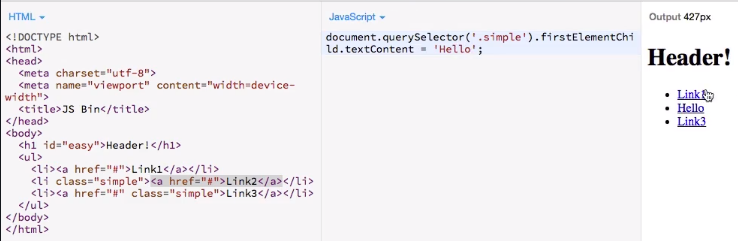 HTML
<!DOCTYPE html>
<html>
<head>
<meta charset="utf-8">
<meta name="viewport" content="width=device-
width">
<title>JS Bin</title>
</head>
<body>
<h1 id="easy">Header!</h1>
<ul>
<li><a href="#">Link1</a></li>
<li class="simple"><a href="#">Link2</a></li>
<li><a href="#" class="simple">Link3</a></li>
</ul>
</body>
</html>
JavaScript
document.querySelector('.simple').firstElementChi
ld.textContent = 'Hello';
Output 427px
Header!
Link1
Hello
Link3